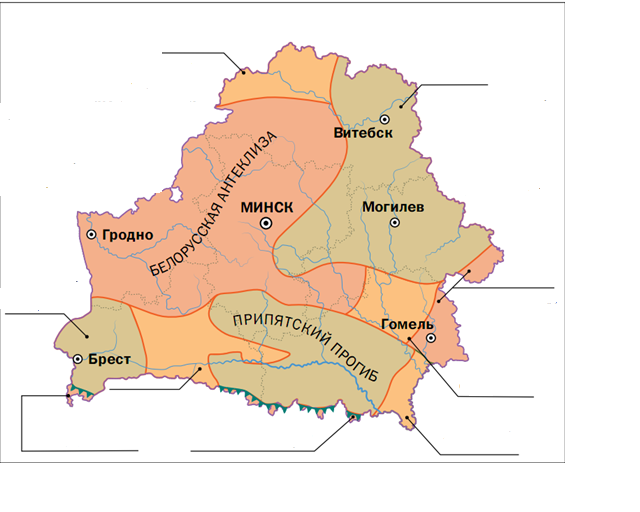 Витебск
БЕЛОРУССКАЯ АНТЕКЛИЗА
МИНСК
Могилев
Гродно
ПРИПЯТСКИЙ ПРОГИБ
Гомель
Брест